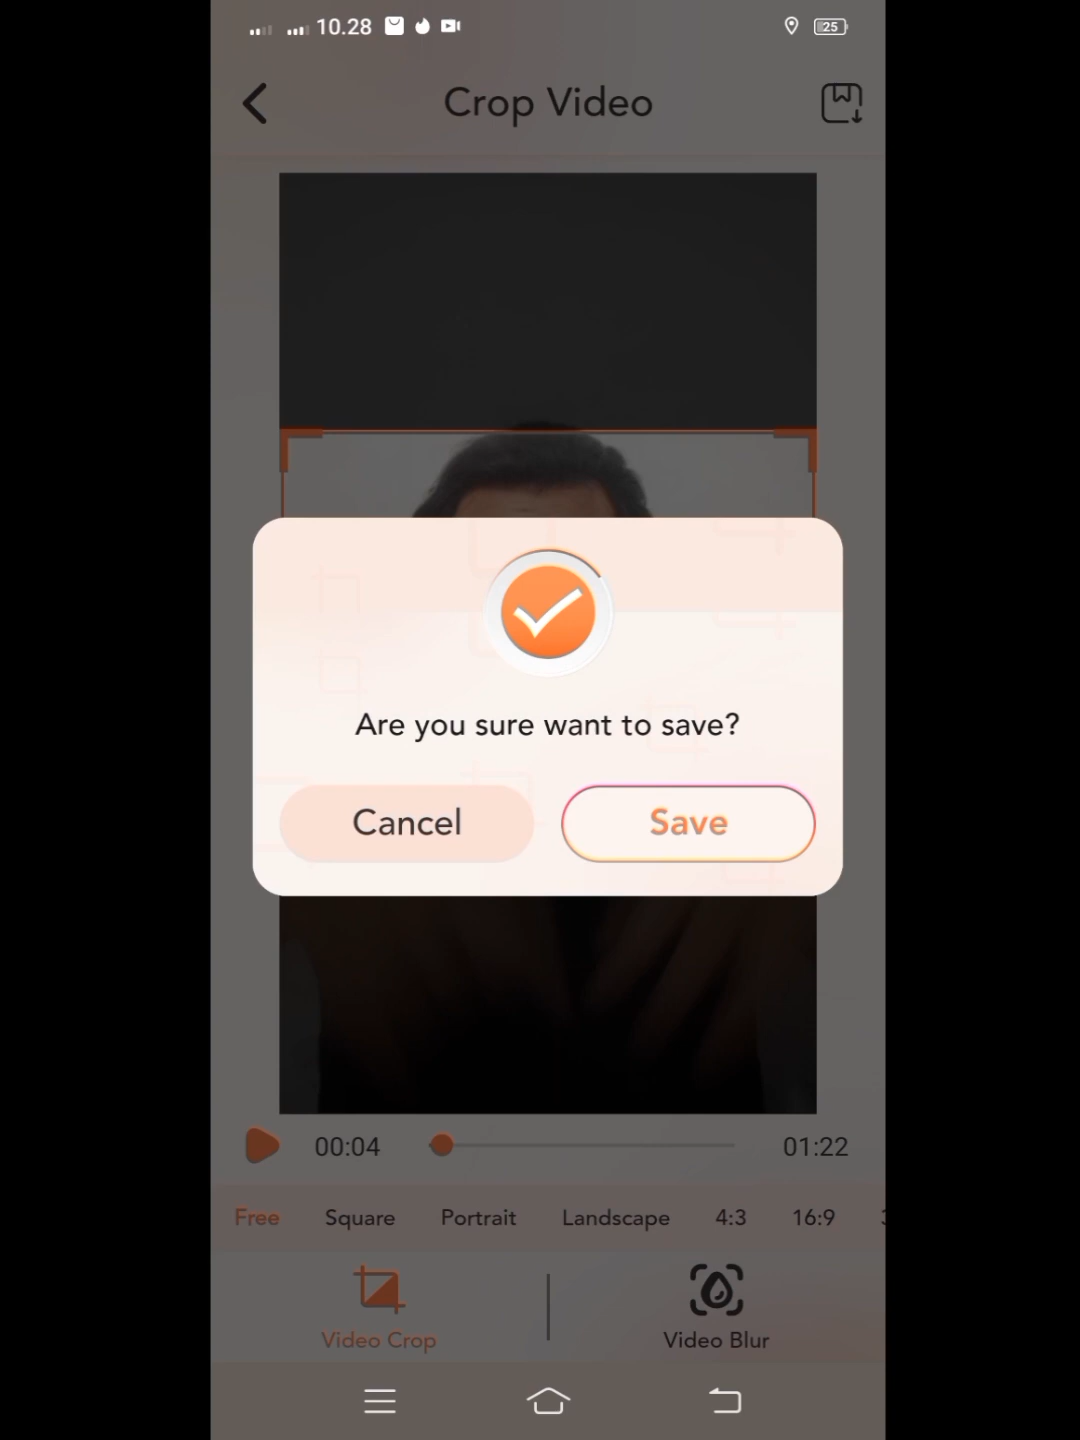 10.28
25
Crop Video
Are you sure want to save?
Cancel
Save
00:04
01:22
Free
Square
Portrait
Landscape
4:3
16:9
Video Crop
Video Blur